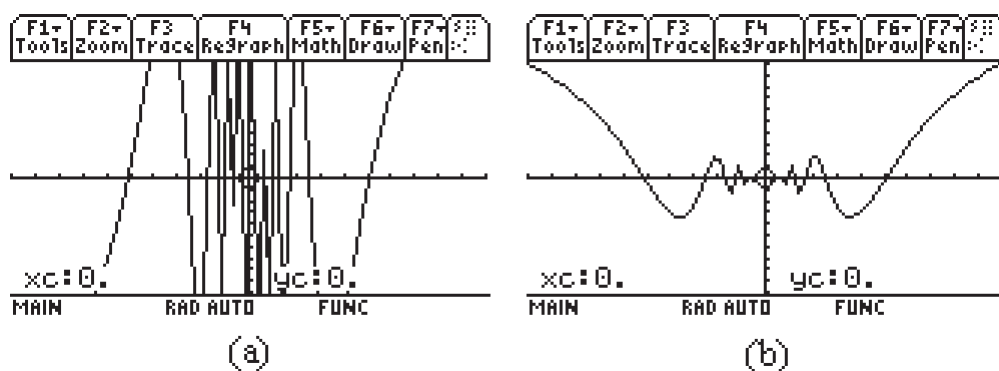 F1 F2 F3 F4 F5 F6 F7
Tools Zoom Trace ReGraph Math Draw Pen
xc:0. yc:0.
MAIN RAD AUTO FUNC
(a)
F1 F2 F3 F4 F5 F6 F7
Tools Zoom Trace ReGraph Math Draw Pen
xc:0. yc:0.
MAIN RAD AUTO FUNC
(b)